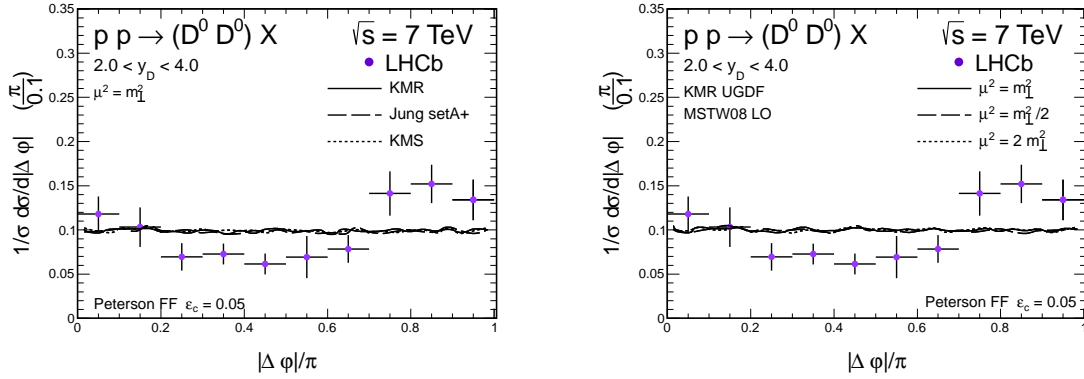 1/σ dσ/d|Δ φ| (π/0.1)
0.35
0.3
0.25
0.2
0.15
0.1
0.05
0
p p → (D⁰ D⁰) X
√s = 7 TeV
2.0 < y_D < 4.0
μ² = m²_⊥
LHCb
KMR
Jung setA+
KMS
Peterson FF ε_c = 0.05
0 0.2 0.4 0.6 0.8 1
|Δ φ|/π
1/σ dσ/d|Δ φ| (π/0.1)
0.35
0.3
0.25
0.2
0.15
0.1
0.05
0
p p → (D⁰ D⁰) X
√s = 7 TeV
2.0 < y_D < 4.0
KMR UGDF
MSTW08 LO
LHCb
μ² = m²_⊥
μ² = m²_⊥/2
μ² = 2 m²_⊥
Peterson FF ε_c = 0.05
0 0.2 0.4 0.6 0.8 1
|Δ φ|/π